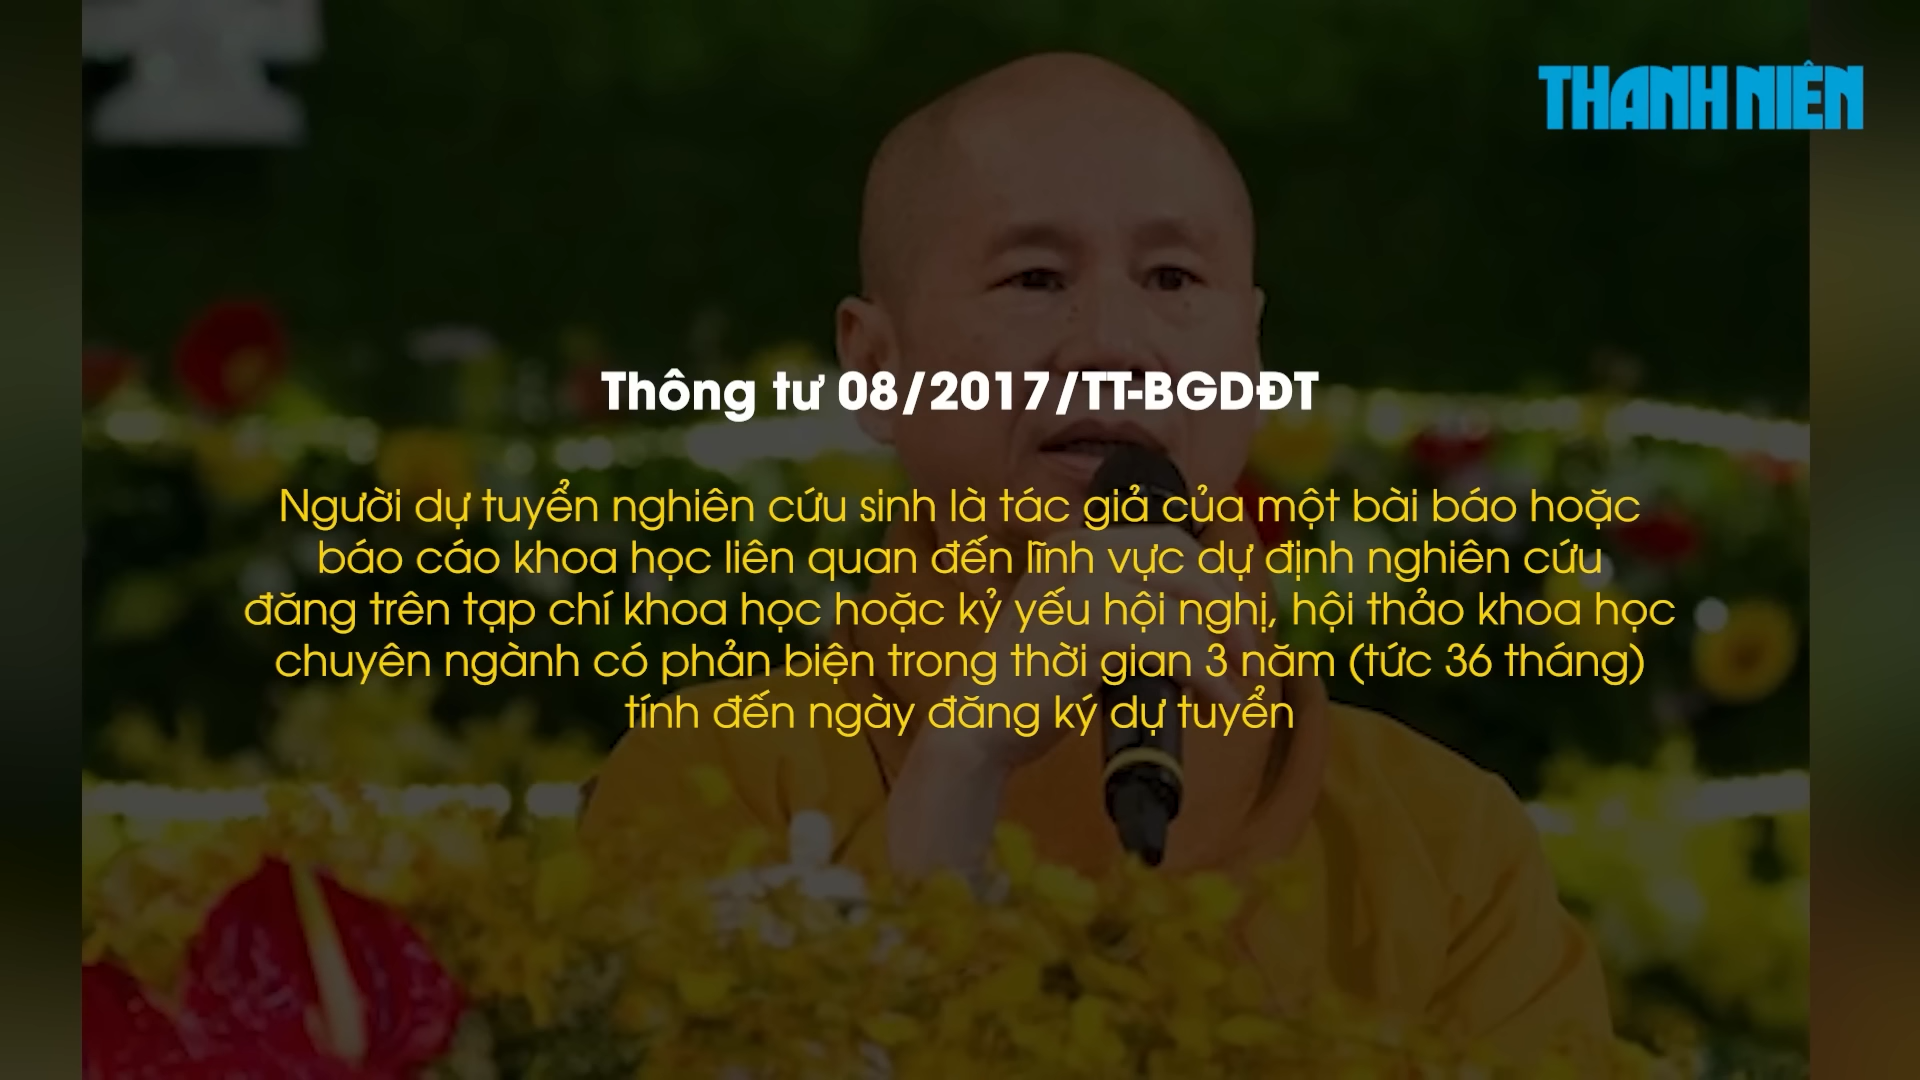 THANH NIÊN
Thông tư 08/2017/TT-BGDĐT
Người dự tuyển nghiên cứu sinh là tác giả của một bài báo hoặc
báo cáo khoa học liên quan đến lĩnh vực dự định nghiên cứu
đăng trên tạp chí khoa học hoặc kỷ yếu hội nghị, hội thảo khoa học
chuyên ngành có phản biện trong thời gian 3 năm (tức 36 tháng)
tính đến ngày đăng ký dự tuyển